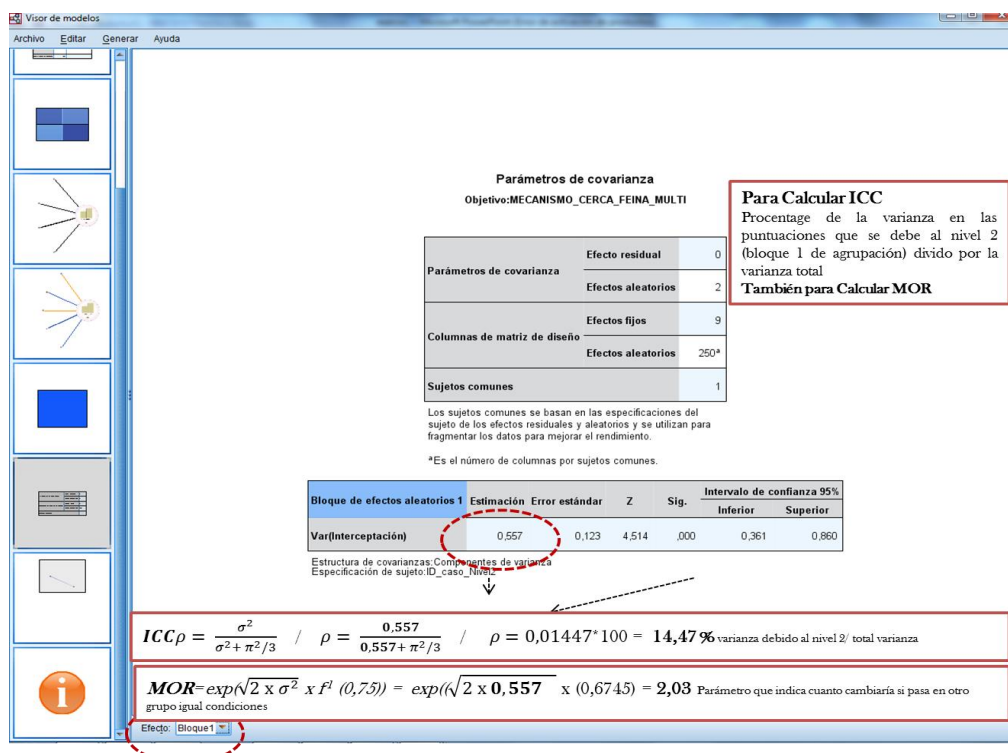 Visor de modelos
Archivo Editar Generar Ayuda
Parámetros de covarianza
Objetivo:MECANISMO_CERCA_FEINA_MULTI
Parámetros de covarianza
Efecto residual 0
Efectos aleatorios 2
Columnas de matriz de diseño
Efectos fijos 9
Efectos aleatorios 250ª
Sujetos comunes 1
Los sujetos comunes se basan en las especificaciones del
sujeto de los efectos residuales y aleatorios y se utilizan para
fragmentar los datos para mejorar el rendimiento.
ªEs el número de columnas por sujetos comunes.
Para Calcular ICC
Procentage de la varianza en las
puntuaciones que se debe al nivel 2
(bloque 1 de agrupación) divido por la
varianza total
También para Calcular MOR
Bloque de efectos aleatorios 1 Estimación Error estándar Z Sig. Intervalo de confianza 95%
Inferior Superior
Var(Interceptación) 0,557 0,123 4,514 ,000 0,361 0,860
Estructura de covarianzas:Componentes de varianza
Especificación de sujeto:ID_caso_Nivel2
ICCρ = σ² / (σ² + π²/3) / ρ = 0,557 / (0,557 + π²/3) / ρ = 0,01447*100 = 14,47% varianza debido al nivel 2/ total varianza
MOR=exp(√2 x σ² x f¹ (0,75)) = exp((√2 x 0,557 x (0,6745) = 2,03 Parámetro que indica cuanto cambiaría si pasa en otro
grupo igual condiciones
Efecto: Bloque1